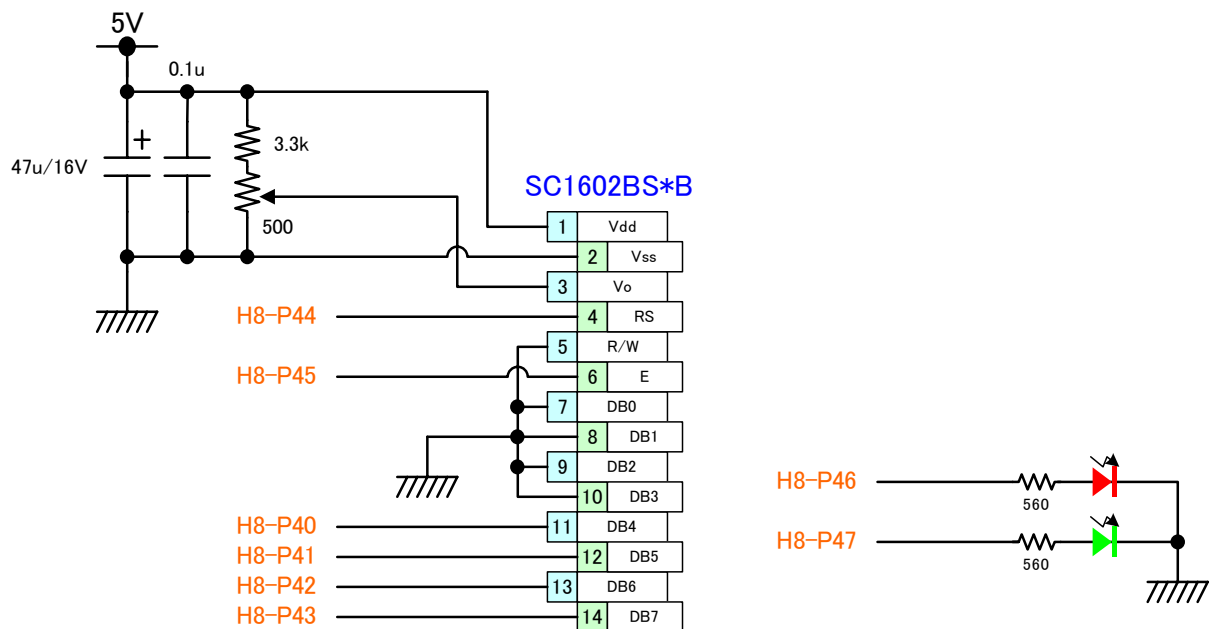 5V
0.1u
3.3k
47u/16V
500
SC1602BS*B
1 Vdd
2 Vss
3 Vo
H8-P44 4 RS
5 R/W
H8-P45 6 E
7 DB0
8 DB1
9 DB2
10 DB3
H8-P40 11 DB4
H8-P41 12 DB5
H8-P42 13 DB6
H8-P43 14 DB7
H8-P46
560
H8-P47
560
+